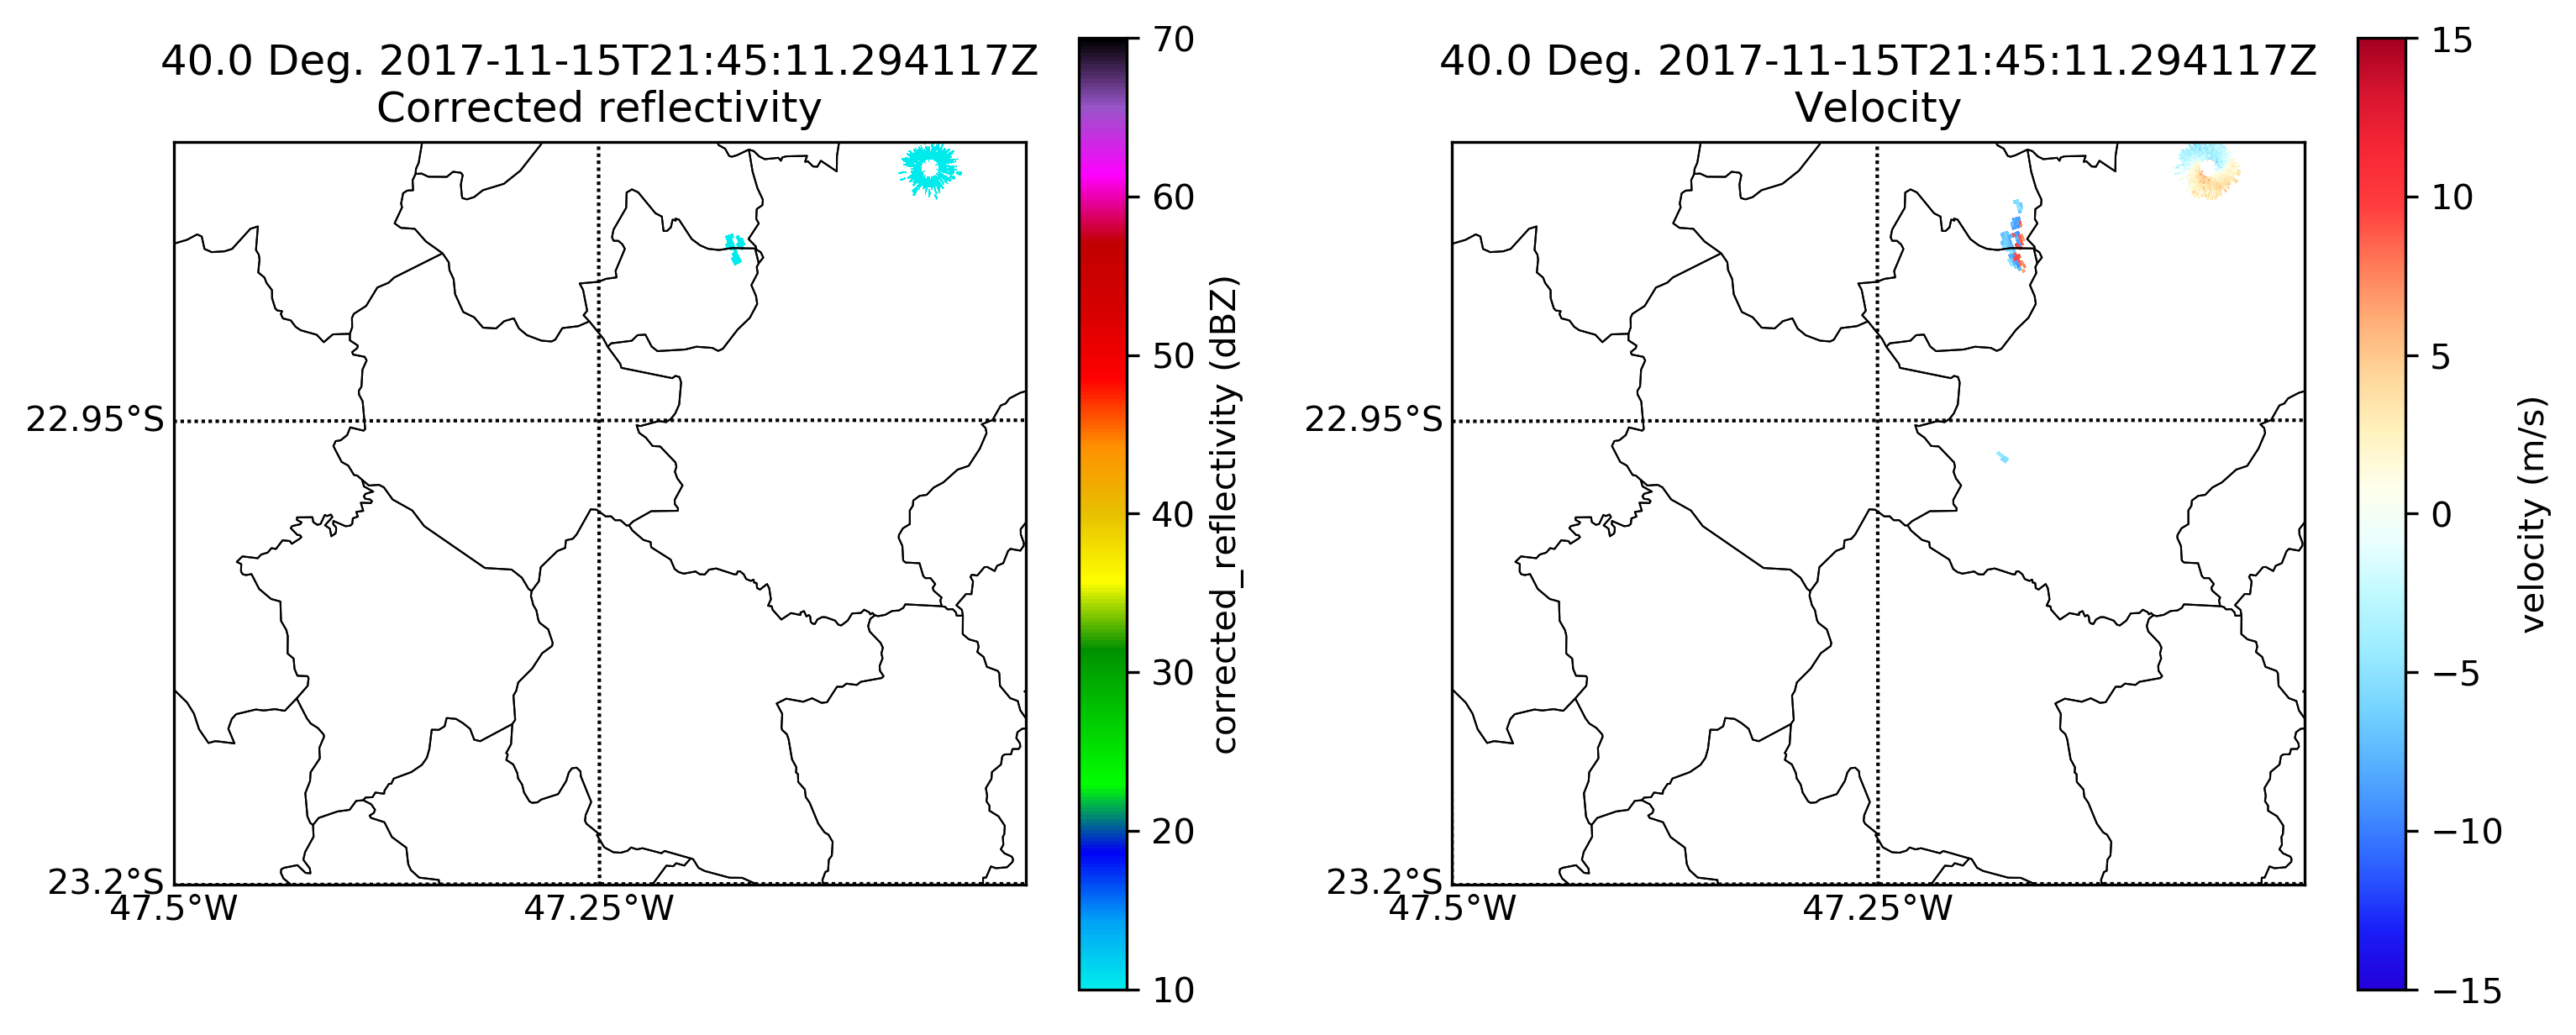 40.0 Deg. 2017-11-15T21:45:11.294117Z
Corrected reflectivity
22.95°S
23.2°S
47.5°W
47.25°W
70
60
50
40
30
20
10
corrected_reflectivity (dBZ)
40.0 Deg. 2017-11-15T21:45:11.294117Z
Velocity
22.95°S
23.2°S
47.5°W
47.25°W
15
10
5
0
−5
−10
−15
velocity (m/s)